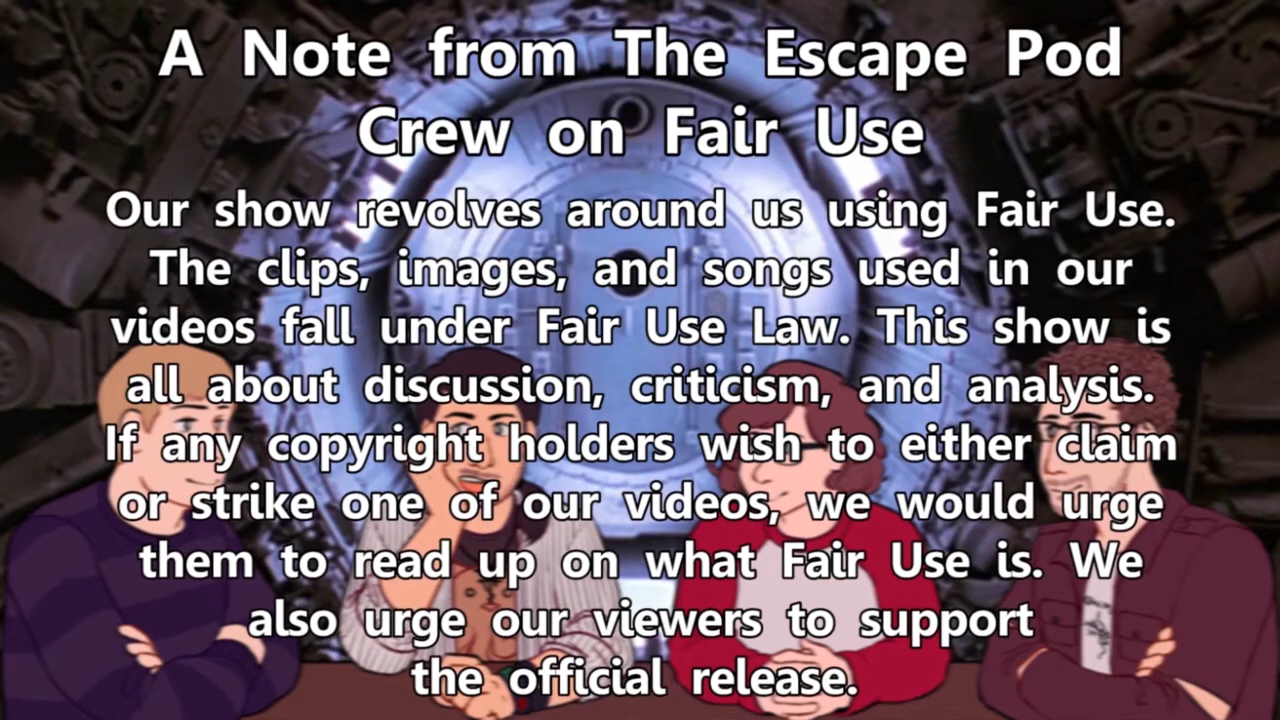 A Note from The Escape Pod
Crew on Fair Use
Our show revolves around us using Fair Use.
The clips, images, and songs used in our
videos fall under Fair Use Law. This show is
all about discussion, criticism, and analysis.
If any copyright holders wish to either claim
or strike one of our videos, we would urge
them to read up on what Fair Use is. We
also urge our viewers to support
the official release.